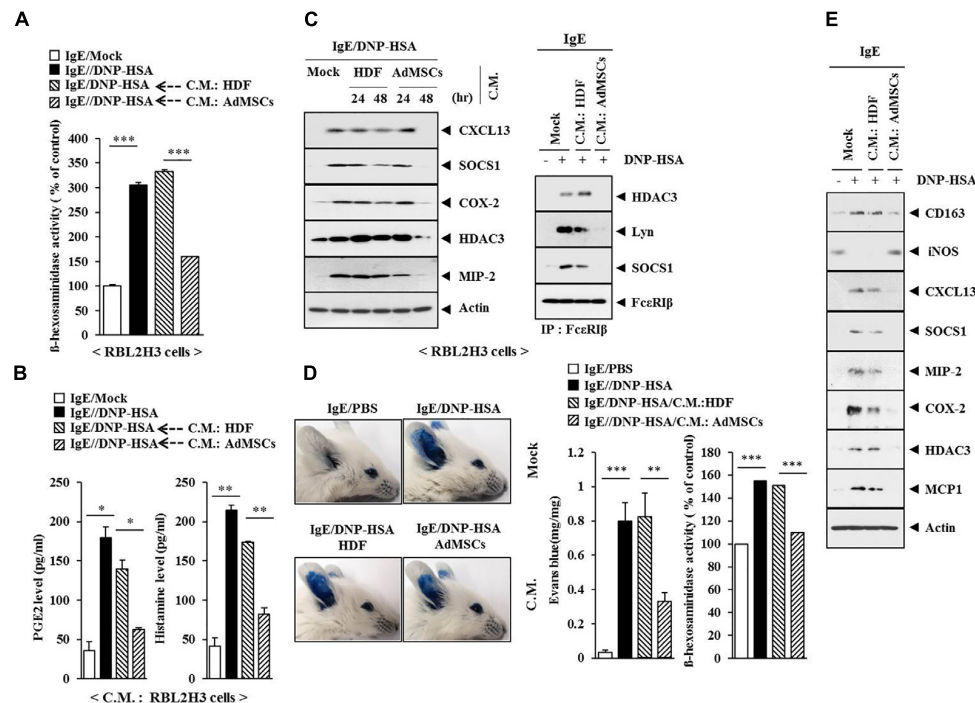 A
IgE/Mock
IgE//DNP-HSA
IgE/DNP-HSA C.M.: HDF
IgE//DNP-HSA C.M.: AdMSCs
ß-hexosaminidase activity ( % of control)
400
350
300
250
200
150
100
50
0
*** ***
< RBL2H3 cells >
B
IgE/Mock
IgE//DNP-HSA
IgE/DNP-HSA C.M.: HDF
IgE//DNP-HSA C.M.: AdMSCs
PGE2 level (pg/ml)
250
200
150
100
50
0
* *
Histamine level (pg/ml)
250
200
150
100
50
0
** **
< C.M. : RBL2H3 cells >
C
IgE/DNP-HSA
Mock HDF AdMSCs C.M.
24 48 24 48 (hr)
CXCL13
SOCS1
COX-2
HDAC3
MIP-2
Actin
IgE
Mock C.M.: HDF C.M.: AdMSCs
- + + + DNP-HSA
HDAC3
Lyn
SOCS1
FcεRIβ
IP : FcεRIβ
< RBL2H3 cells >
D
IgE/PBS IgE/DNP-HSA
Mock
IgE/DNP-HSA HDF
IgE/DNP-HSA AdMSCs
C.M.
IgE/PBS
IgE//DNP-HSA
IgE/DNP-HSA/C.M.:HDF
IgE//DNP-HSA/C.M.: AdMSCs
Evans blue(mg/mg)
1.2
1
0.8
0.6
0.4
0.2
0
*** **
ß-hexosaminidase activity ( % of control)
180
160
140
120
100
80
60
40
20
0
*** ***
E
IgE
Mock C.M.: HDF C.M.: AdMSCs
- + + + DNP-HSA
CD163
iNOS
CXCL13
SOCS1
MIP-2
COX-2
HDAC3
MCP1
Actin